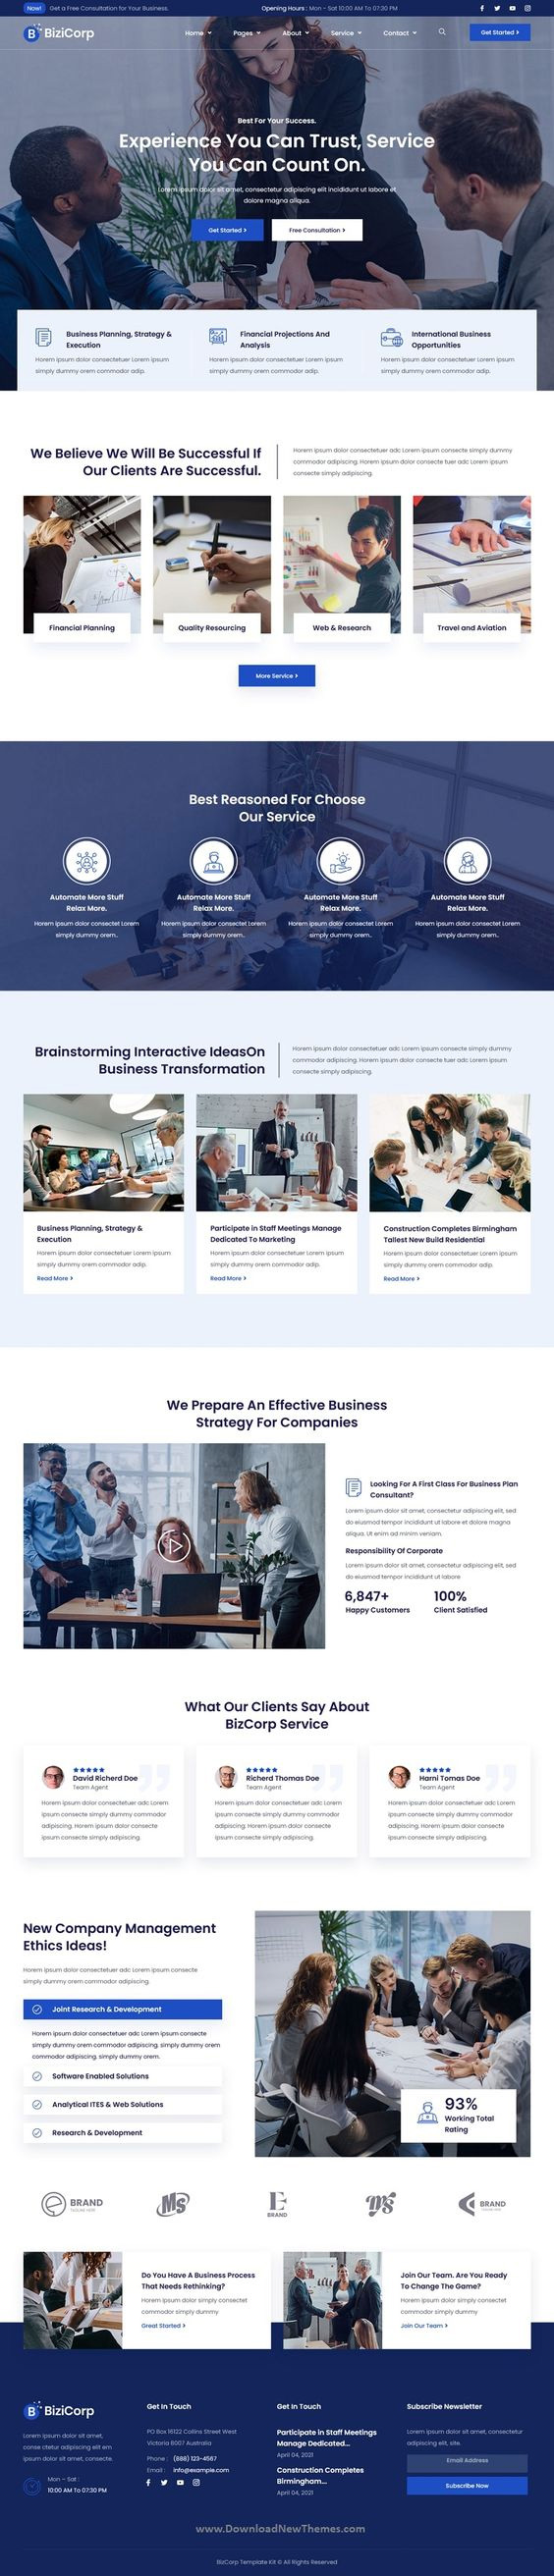 Now! Get a Free Consultation for Your Business. Opening Hours : Mon - Sat 10:00 AM To 07:30 PM
B BiziCorp Home Pages About Service Contact Get Started
Best For Your Success.
Experience You Can Trust, Service
You Can Count On.
Lorem ipsum dolor sit amet, consectetur adipiscing elit incididunt ut labore et
dolore magna aliqua.
Get Started Free Consultation
Business Planning, Strategy &
Execution
Horem ipsum dolor consectetuer Lorem ipsum
simply dummy orem commodor adip.
Financial Projections And
Analysis
Horem ipsum dolor consectetuer Lorem ipsum
simply dummy orem commodor adip.
International Business
Opportunities
Horem ipsum dolor consectetuer Lorem ipsum
simply dummy orem commodor adip.
We Believe We Will Be Successful If
Our Clients Are Successful.
Horem ipsum dolor consectetuer adc Lorem ipsum consecte simply dummy
commodor adipiscing. Horem ipsum dolor consecte tuer adc Lorem ipsum
consecte simply adipiscing.
Financial Planning
Quality Resourcing
Web & Research
Travel and Aviation
More Service
Best Reasoned For Choose
Our Service
Automate More Stuff
Relax More.
Horem ipsum dolor consectet Lorem
simply dummy orem..
Automate More Stuff
Relax More.
Horem ipsum dolor consectet Lorem
simply dummy orem..
Automate More Stuff
Relax More.
Horem ipsum dolor consectet Lorem
simply dummy orem..
Automate More Stuff
Relax More.
Horem ipsum dolor consectet Lorem
simply dummy orem..
Brainstorming Interactive IdeasOn
Business Transformation
Horem ipsum dolor consectetuer adc Lorem ipsum consecte simply dummy
commodor adipiscing. Horem ipsum dolor consecte tuer adc Lorem ipsum
consecte simply adipiscing.
Business Planning, Strategy &
Execution
Horem ipsum dolor consectetuer Lorem ipsum
simply dummy orem commodor adip.
Read More
Participate in Staff Meetings Manage
Dedicated To Marketing
Horem ipsum dolor consectetuer Lorem ipsum
simply dummy orem commodor adip.
Read More
Construction Completes Birmingham
Tallest New Build Residential
Horem ipsum dolor consectetuer Lorem ipsum
simply dummy orem commodor adip.
Read More
We Prepare An Effective Business
Strategy For Companies
Looking For A First Class For Business Plan
Consultant?
Lorem ipsum dolor sit amet, consectetur adipiscing elit, sed
do eiusmod tempor incididunt ut labore et dolore magna
aliqua. Ut enim ad minim veniam.
Responsibility Of Corporate
Lorem ipsum dolor sit amet, consectetur adipiscing elit, sed
do eiusmod tempor incididunt ut labore
6,847+
Happy Customers
100%
Client Satisfied
What Our Clients Say About
BizCorp Service
David Richerd Doe
Team Agent
Horem ipsum dolor consectetuer adc Lorem
ipsum consecte simply dummy commodor
adipiscing. Horem ipsum dolor consecte
ipsum consecte simply adipiscing.
Richerd Thomas Doe
Team Agent
Horem ipsum dolor consectetuer adc Lorem
ipsum consecte simply dummy commodor
adipiscing. Horem ipsum dolor consecte
ipsum consecte simply adipiscing.
Harni Tomas Doe
Team Agent
Horem ipsum dolor consectetuer adc Lorem
ipsum consecte simply dummy commodor
adipiscing. Horem ipsum dolor consecte
ipsum consecte simply adipiscing.
New Company Management
Ethics Ideas!
Horem ipsum dolor consectetuer adc Lorem ipsum consecte
simply dummy orem commodor adipiscing.
Joint Research & Development
Horem ipsum dolor consectetuer adc Lorem ipsum consecte
simply dummy orem commodor adipiscing. simply dummy orem
commodor adipiscing. simply dummy orem.
Software Enabled Solutions
Analytical ITES & Web Solutions
Research & Development
93%
Working Total
Rating
BRAND
Ms
E
BRAND
BRAND
Do You Have A Business Process
That Needs Rethinking?
Horem ipsum dolor simply consectet
commodor simply dummy
Great Started
Join Our Team. Are You Ready
To Change The Game?
Horem ipsum dolor simply consectet
commodor simply dummy
Join Our Team
B BiziCorp
Lorem ipsum dolor sit amet,
conse ctetur adipiscing elit em
ipsum dolor sit amet, consecte.
Mon - Sat :
10:00 AM To 07:30 PM
Get In Touch
PO Box 16122 Collins Street West
Victoria 8007 Australia
Phone : (888) 123-4567
Email : info@example.com
Get In Touch
Participate in Staff Meetings
Manage Dedicated...
April 04, 2021
Construction Completes
Birmingham...
April 04, 2021
Subscribe Newsletter
Lorem ipsum dolor sit amet, consectetur
adipiscing elit, site.
Email Address
Subscribe Now
www.DownloadNewThemes.com
BizCorp Template Kit © All Rights Reserved